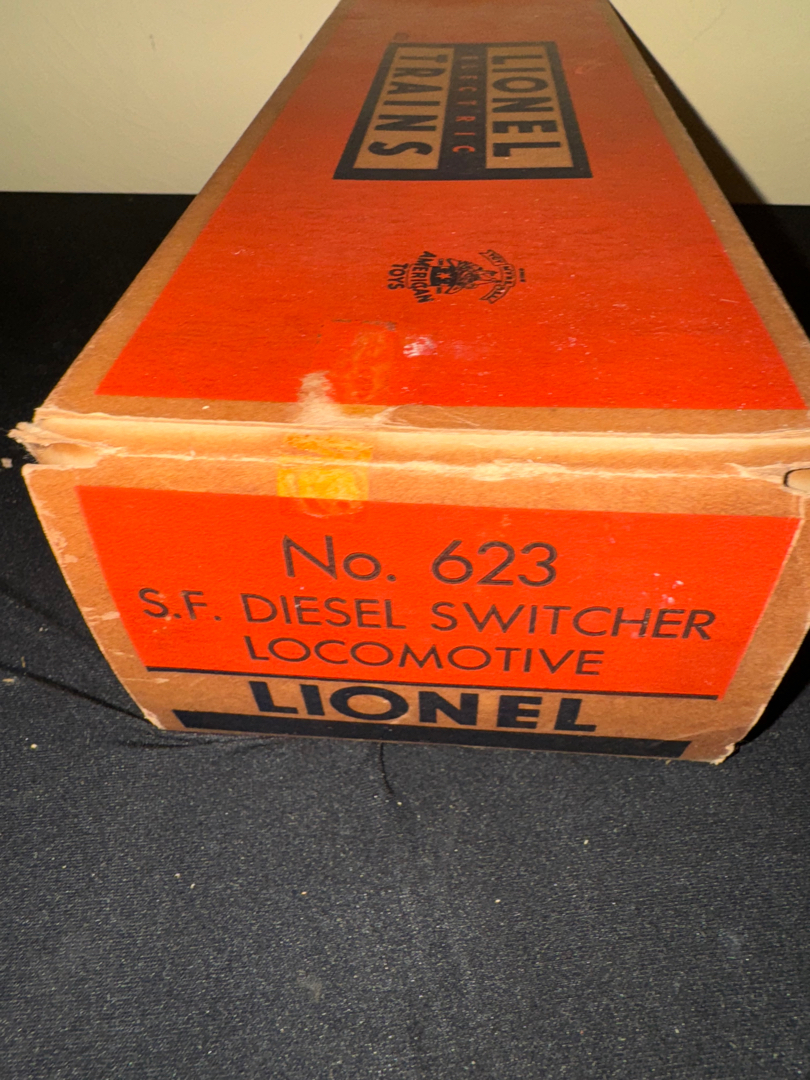 LIONEL
ELECTRIC
TRAINS
AMERICAN
TOYS
No. 623
S.F. DIESEL SWITCHER
LOCOMOTIVE
LIONEL